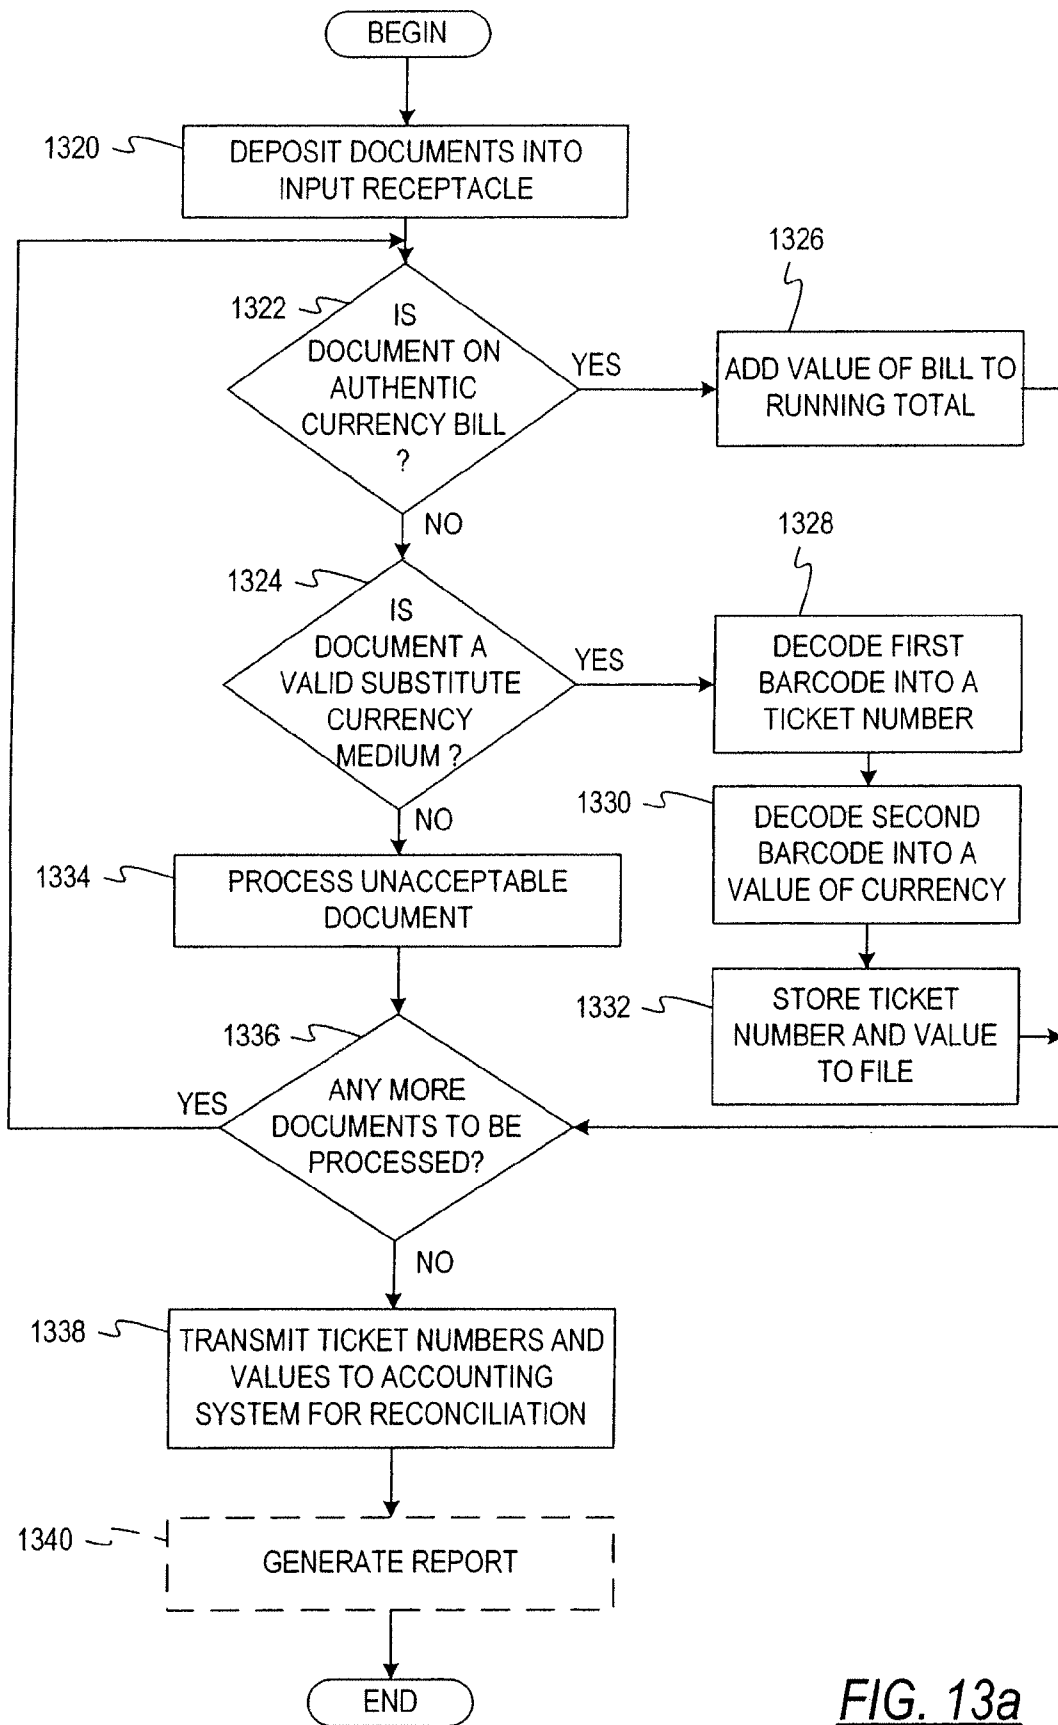 BEGIN
1320
DEPOSIT DOCUMENTS INTO
INPUT RECEPTACLE
1322
IS
DOCUMENT ON
AUTHENTIC
CURRENCY BILL
?
YES
1326
ADD VALUE OF BILL TO
RUNNING TOTAL
NO
1324
IS
DOCUMENT A
VALID SUBSTITUTE
CURRENCY
MEDIUM ?
YES
1328
DECODE FIRST
BARCODE INTO A
TICKET NUMBER
1330
DECODE SECOND
BARCODE INTO A
VALUE OF CURRENCY
1332
STORE TICKET
NUMBER AND VALUE
TO FILE
NO
1334
PROCESS UNACCEPTABLE
DOCUMENT
1336
ANY MORE
DOCUMENTS TO BE
PROCESSED?
YES
NO
1338
TRANSMIT TICKET NUMBERS AND
VALUES TO ACCOUNTING
SYSTEM FOR RECONCILIATION
1340
GENERATE REPORT
END
FIG. 13a